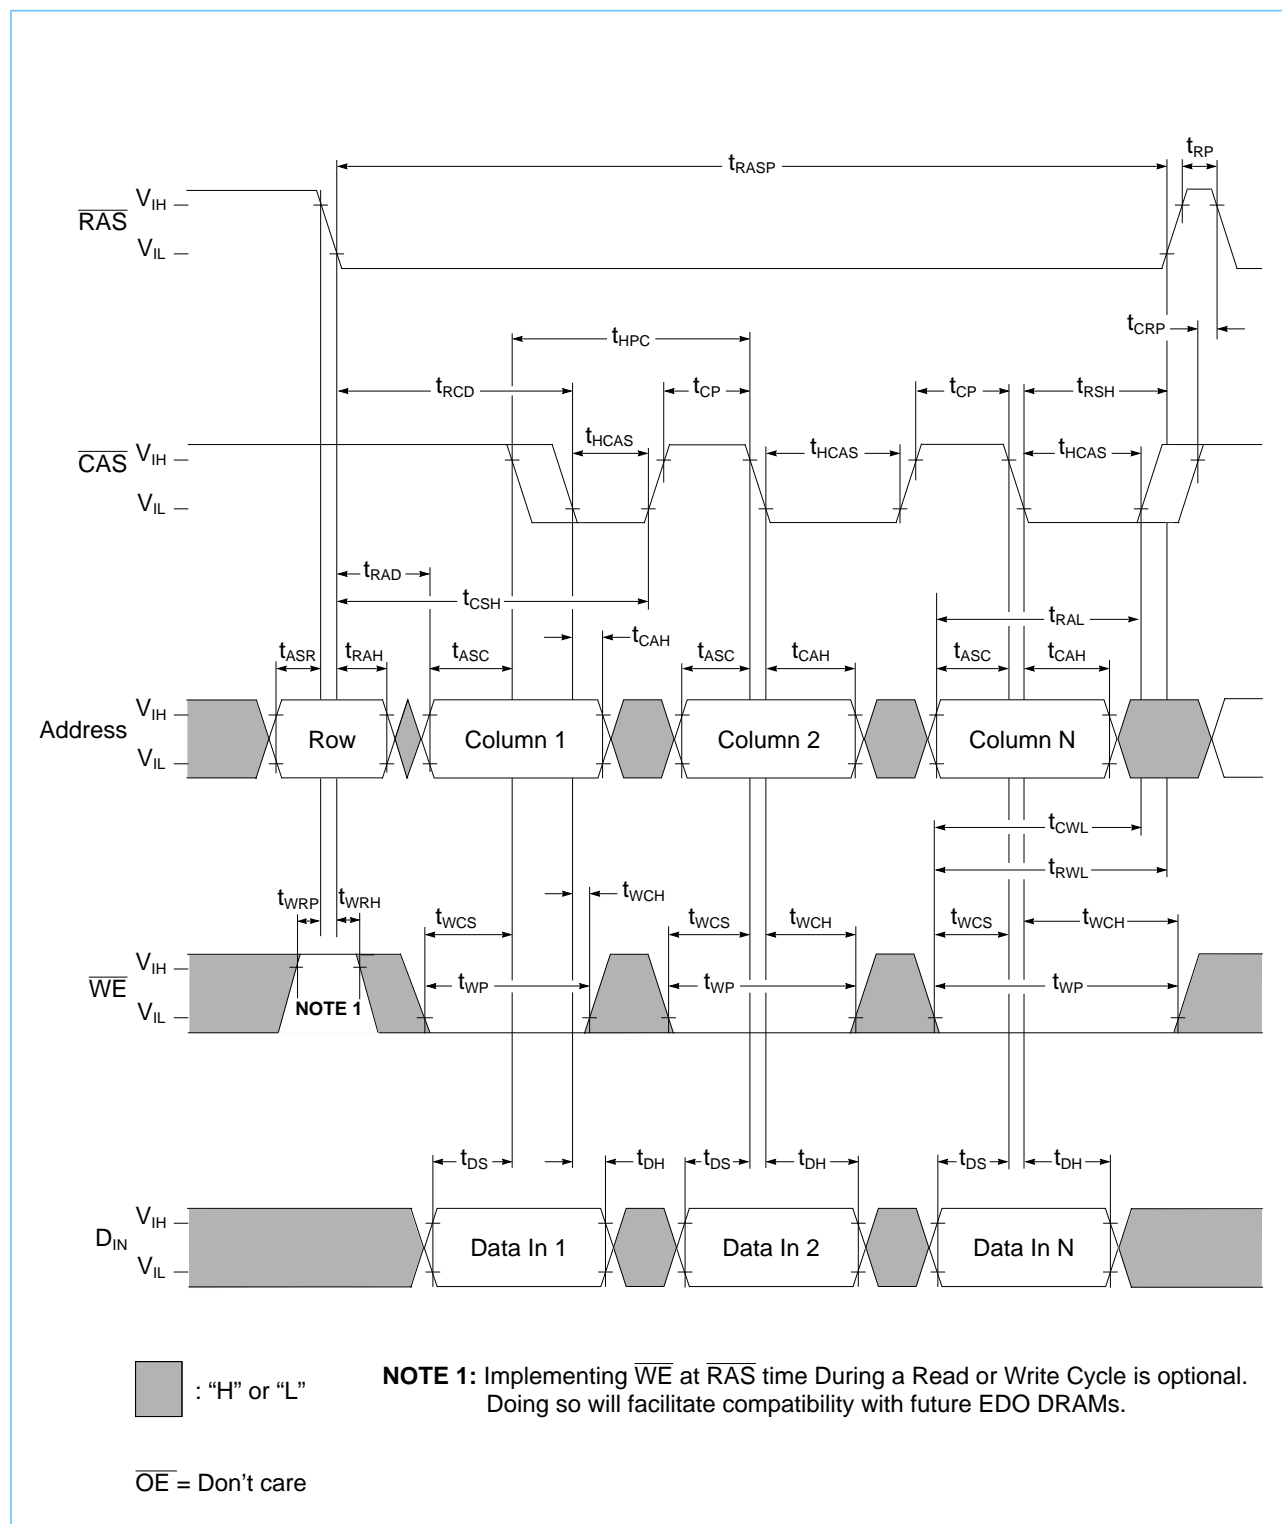 tRP
tRASP
VIH
RAS
VIL
tCRP
tHPC
tRCD tCP tCP tRSH
tHCAS tHCAS tHCAS
CAS VIH
VIL
tRAD
tCSH
tRAL
tCAH
tASR tRAH tASC tASC tCAH tASC tCAH
VIH
Address Row Column 1 Column 2 Column N
VIL
tCWL
tRWL
tWRP tWRH tWCH
tWCS tWCS tWCH tWCS tWCH
VIH
WE tWP tWP tWP
NOTE 1
VIL
tDS tDH tDS tDH tDS tDH
VIH
DIN Data In 1 Data In 2 Data In N
VIL
: “H” or “L”
NOTE 1: Implementing WE at RAS time During a Read or Write Cycle is optional.
Doing so will facilitate compatibility with future EDO DRAMs.
OE = Don’t care